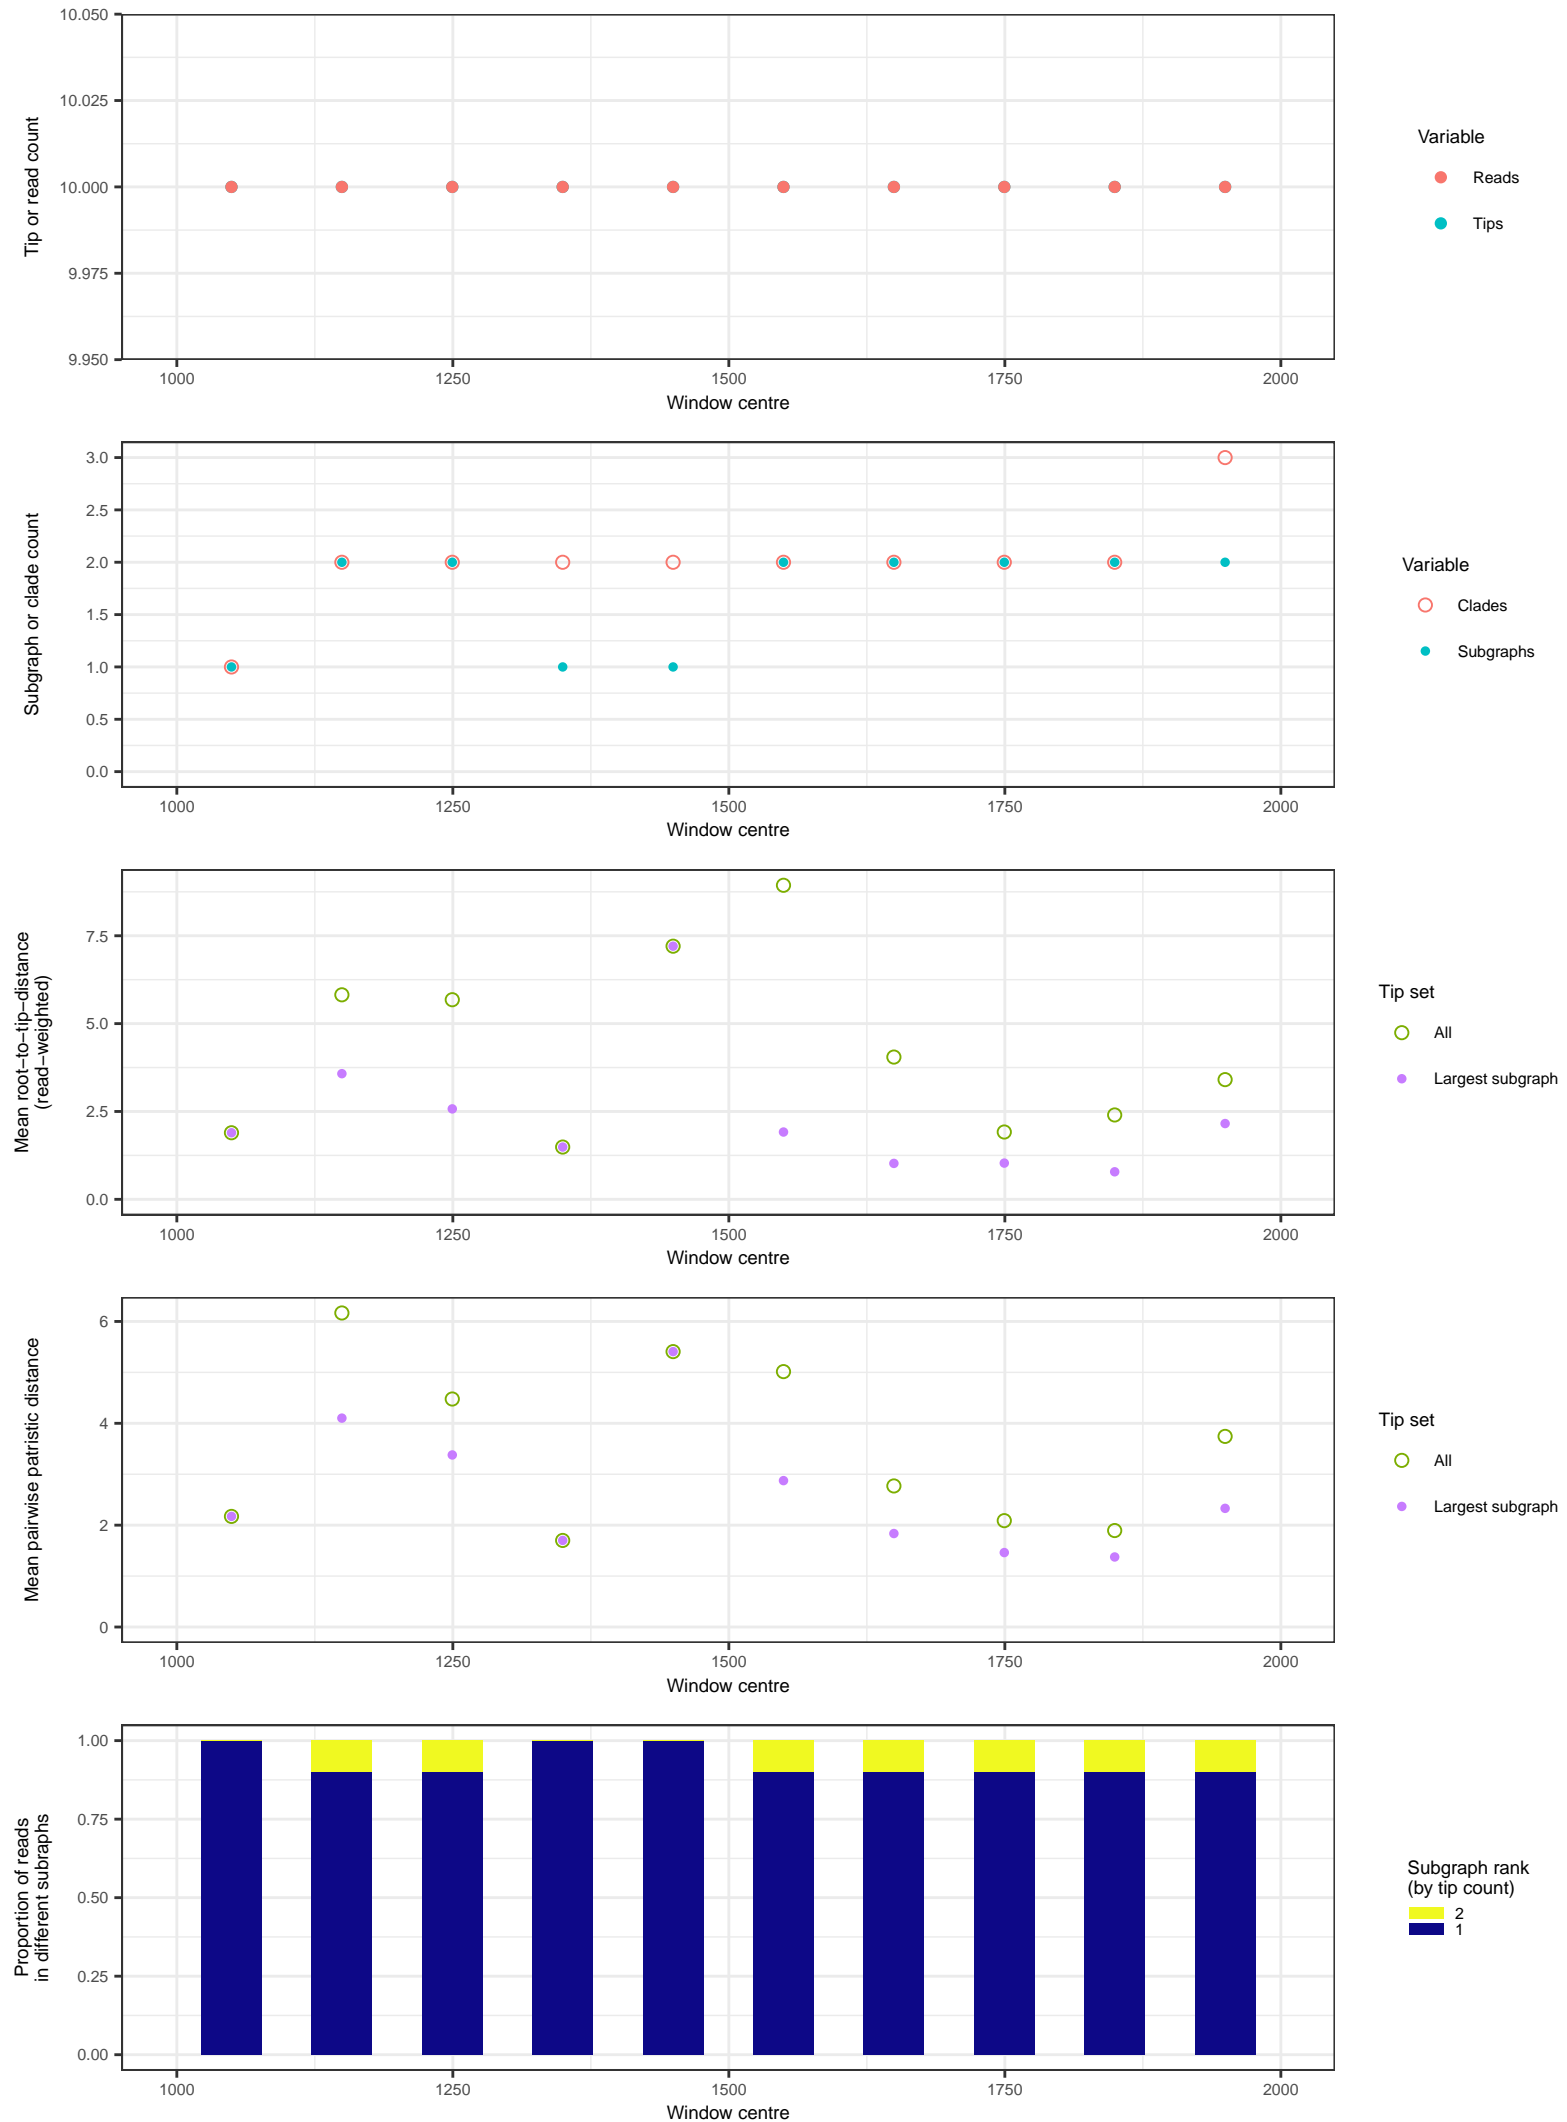 10.050
10.025
10.000
9.975
9.950
Tip or read count
1000 1250 1500 1750 2000
Window centre
Variable
Reads
Tips
3.0
2.5
2.0
1.5
1.0
0.5
0.0
Subgraph or clade count
1000 1250 1500 1750 2000
Window centre
Variable
Clades
Subgraphs
7.5
5.0
2.5
0.0
Mean root−to−tip−distance
(read−weighted)
1000 1250 1500 1750 2000
Window centre
Tip set
All
Largest subgraph
6
4
2
0
Mean pairwise patristic distance
1000 1250 1500 1750 2000
Window centre
Tip set
All
Largest subgraph
1.00
0.75
0.50
0.25
0.00
Proportion of reads
in different subraphs
1000 1250 1500 1750 2000
Window centre
Subgraph rank
(by tip count)
2
1